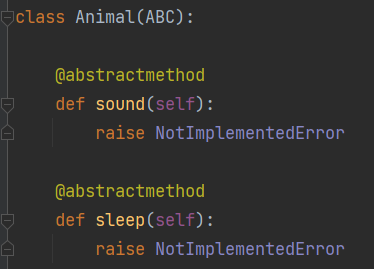 class Animal(ABC):
@abstractmethod
def sound(self):
raise NotImplementedError
@abstractmethod
def sleep(self):
raise NotImplementedError